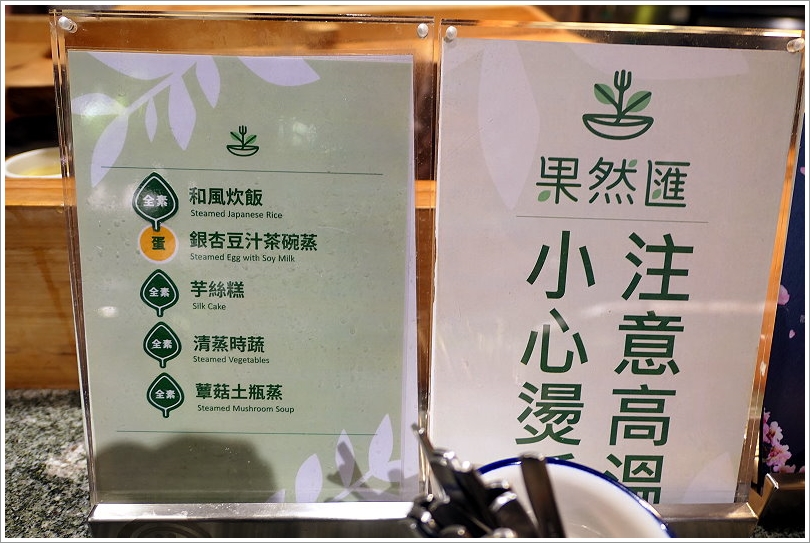 全素 和風炊飯
Steamed Japanese Rice
蛋 銀杏豆汁茶碗蒸
Steamed Egg with Soy Milk
全素 芋絲糕
Silk Cake
全素 清蒸時蔬
Steamed Vegetables
全素 蕈菇土瓶蒸
Steamed Mushroom Soup
果然匯
注意高溫
小心燙